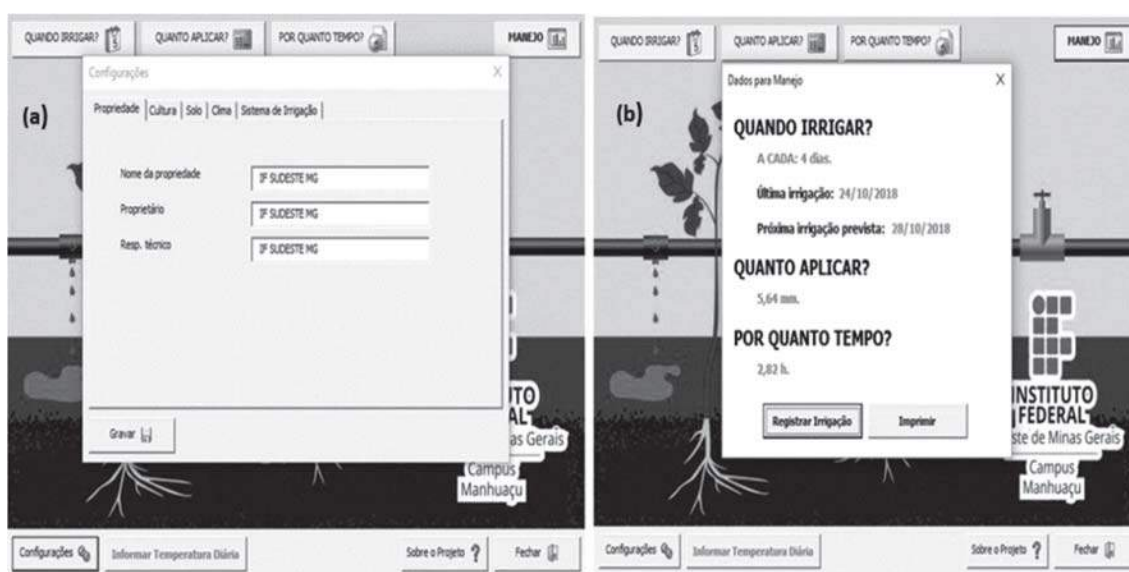 QUANDO IRRIGAR?
QUANTO APLICAR?
POR QUANTO TEMPO?
MANEJO
(a)
Configurações
X
Propriedade
Cultura
Solo
Clima
Sistema de Irrigação
Nome da propriedade
IF SUDESTE MG
Proprietário
IF SUDESTE MG
Resp. técnico
IF SUDESTE MG
Gravar
TO
AL
as Gerais
Campus
Manhuaçu
Configurações
Informar Temperatura Diária
Sobre o Projeto ?
Fechar
QUANDO IRRIGAR?
QUANTO APLICAR?
POR QUANTO TEMPO?
MANEJO
(b)
Dados para Manejo
X
QUANDO IRRIGAR?
A CADA: 4 dias.
Última irrigação: 24/10/2018
Próxima irrigação prevista: 28/10/2018
QUANTO APLICAR?
5,64 mm.
POR QUANTO TEMPO?
2,82 h.
Registrar Irrigação
Imprimir
INSTITUTO
FEDERAL
ste de Minas Gerais
Campus
Manhuaçu
Configurações
Informar Temperatura Diária
Sobre o Projeto ?
Fechar